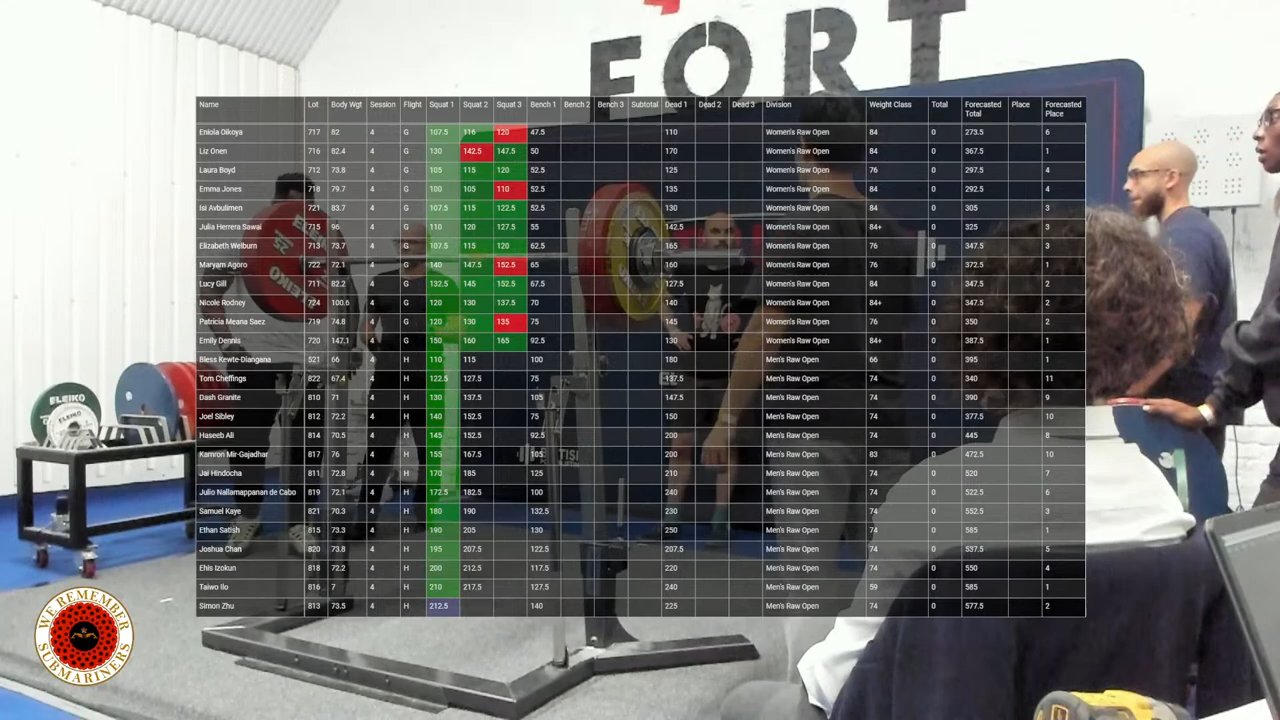 FORT
Name Lot Body Wgt Session Flight Squat 1 Squat 2 Squat 3 Bench 1 Bench 2 Bench 3 Subtotal Dead 1 Dead 2 Dead 3 Division Weight Class Total Forecasted Total Place Forecasted Place
Eniola Oikoya 717 82 4 G 107.5 116 120 47.5 110 Women's Raw Open 84 0 273.5 6
Liz Onen 716 82.4 4 G 130 142.5 147.5 50 170 Women's Raw Open 84 0 367.5 1
Laura Boyd 712 73.8 4 G 105 115 120 52.5 125 Women's Raw Open 76 0 297.5 4
Emma Jones 718 79.7 4 G 100 105 110 52.5 135 Women's Raw Open 84 0 292.5 4
Isi Avbulimen 721 83.7 4 G 107.5 115 122.5 52.5 130 Women's Raw Open 84 0 305 3
Julia Herrera Sawai 715 96 4 G 110 120 127.5 55 142.5 Women's Raw Open 84+ 0 325 3
Elizabeth Welburn 713 73.7 4 G 107.5 115 120 62.5 165 Women's Raw Open 76 0 347.5 3
Maryam Agoro 722 72.1 4 G 140 147.5 152.5 65 160 Women's Raw Open 76 0 372.5 1
Lucy Gill 711 82.2 4 G 132.5 145 152.5 67.5 127.5 Women's Raw Open 84 0 347.5 2
Nicole Rodney 724 100.6 4 G 120 130 137.5 70 140 Women's Raw Open 84+ 0 347.5 2
Patricia Meana Saez 719 74.8 4 G 120 130 135 75 145 Women's Raw Open 76 0 350 2
Emily Dennis 720 147.1 4 G 150 160 165 92.5 130 Women's Raw Open 84+ 0 387.5 1
Bless Kewte-Diangana 521 66 4 H 110 115 100 180 Men's Raw Open 66 0 395 1
Tom Cheffings 822 67.4 4 H 122.5 127.5 75 137.5 Men's Raw Open 74 0 340 11
Dash Granite 810 71 4 H 130 137.5 105 147.5 Men's Raw Open 74 0 390 9
Joel Sibley 812 72.2 4 H 140 152.5 75 150 Men's Raw Open 74 0 377.5 10
Haseeb Ali 814 70.5 4 H 145 152.5 92.5 200 Men's Raw Open 74 0 445 8
Kamron Mir-Gajadhar 817 76 4 H 155 167.5 105 200 Men's Raw Open 83 0 472.5 10
Jai Hindocha 811 72.8 4 H 170 185 125 210 Men's Raw Open 74 0 520 7
Julio Nallamappanan de Cabo 819 72.1 4 H 172.5 182.5 100 240 Men's Raw Open 74 0 522.5 6
Samuel Kaye 821 70.3 4 H 180 190 132.5 230 Men's Raw Open 74 0 552.5 3
Ethan Satish 815 73.3 4 H 190 205 130 250 Men's Raw Open 74 0 585 1
Joshua Chan 820 73.8 4 H 195 207.5 122.5 207.5 Men's Raw Open 74 0 537.5 5
Ehis Izokun 818 72.2 4 H 200 212.5 117.5 220 Men's Raw Open 74 0 550 4
Taiwo Ilo 816 7 4 H 210 217.5 127.5 240 Men's Raw Open 59 0 585 1
Simon Zhu 813 73.5 4 H 212.5 140 225 Men's Raw Open 74 0 577.5 2
ELEIKO
ELEIKO
WE REMEMBER
SUBMARINERS